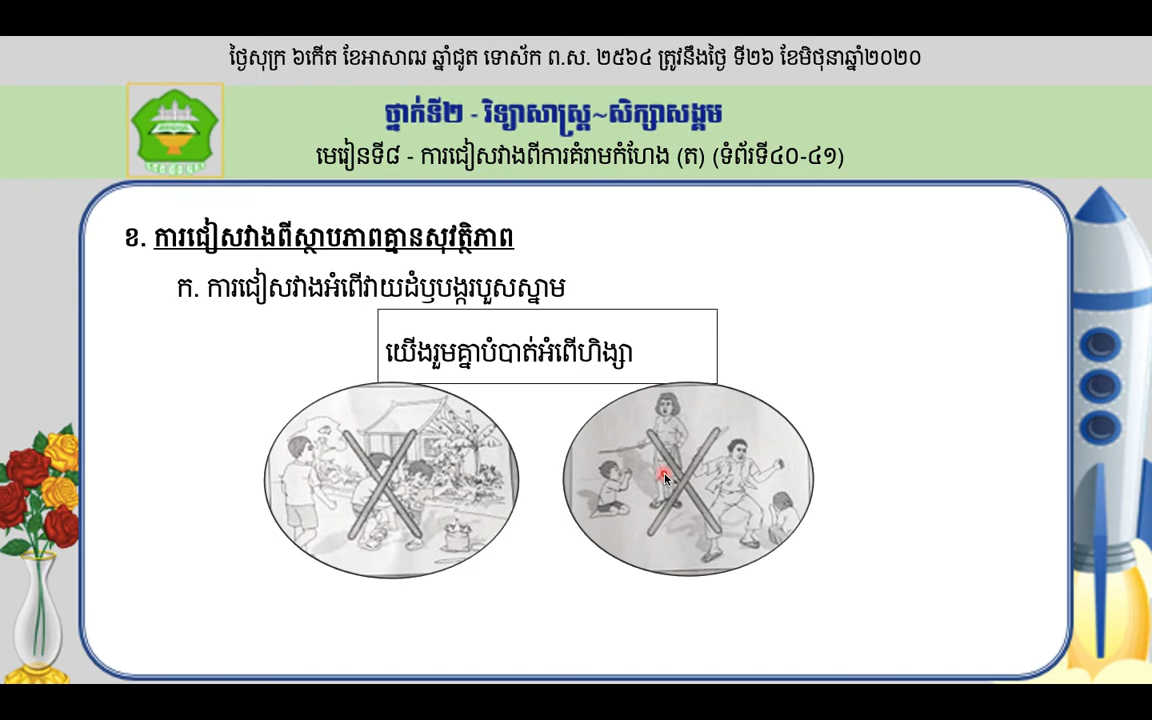 ថ្ងៃសុក្រ ៦កើត ខែអាសាឍ ឆ្នាំជូត ទោស័ក ព.ស. ២៥៦៤ ត្រូវនឹងថ្ងៃ ទី២៦ ខែមិថុនាឆ្នាំ២០២០
ថ្នាក់ទី២ - វិទ្យាសាស្ត្រ~សិក្សាសង្គម
មេរៀនទី៨ - ការជៀសវាងពីការគំរាមកំហែង (ត) (ទំព័រទី៤០-៤១)
ខ. ការជៀសវាងពីស្ថាបភាពគ្មានសុវត្ថិភាព
ក. ការជៀសវាងអំពើវាយដំឫបង្ករបួសស្នាម
យើងរួមគ្នាបំបាត់អំពើហិង្សា